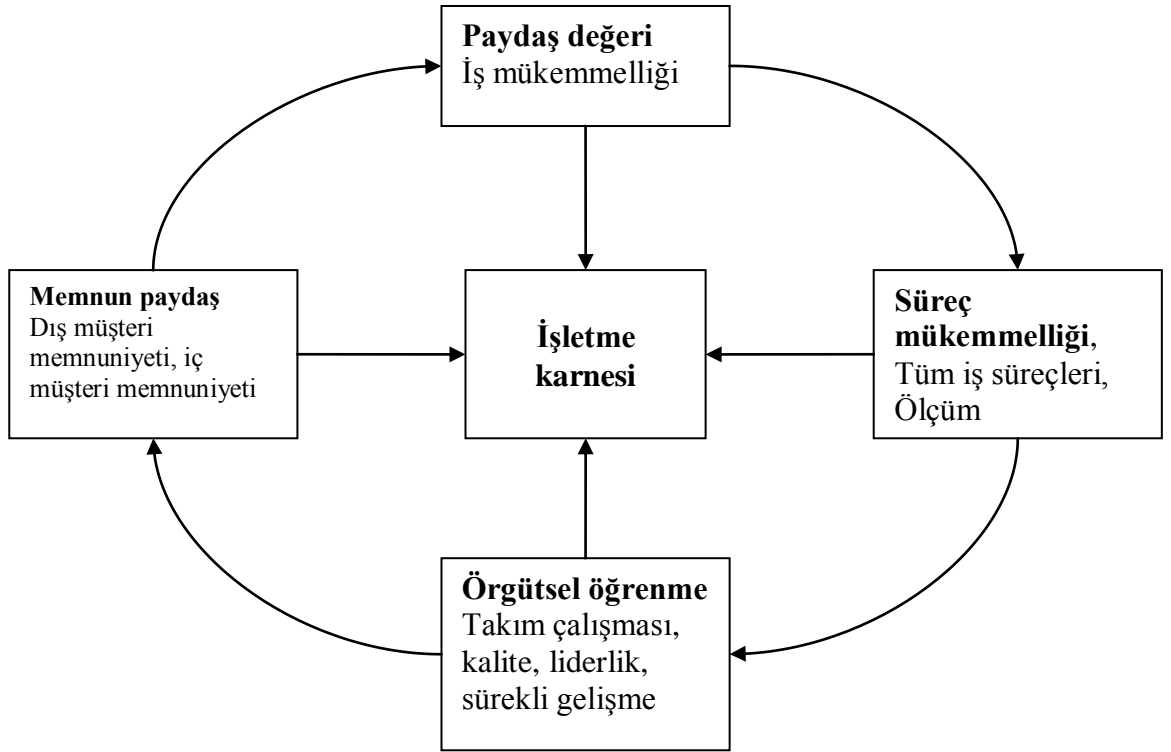 Paydaş değeri
İş mükemmelliği
Memnun paydaş
Dış müşteri
memnuniyeti, iç
müşteri memnuniyeti
İşletme
karnesi
Süreç
mükemmelliği,
Tüm iş süreçleri,
Ölçüm
Örgütsel öğrenme
Takım çalışması,
kalite, liderlik,
sürekli gelişme